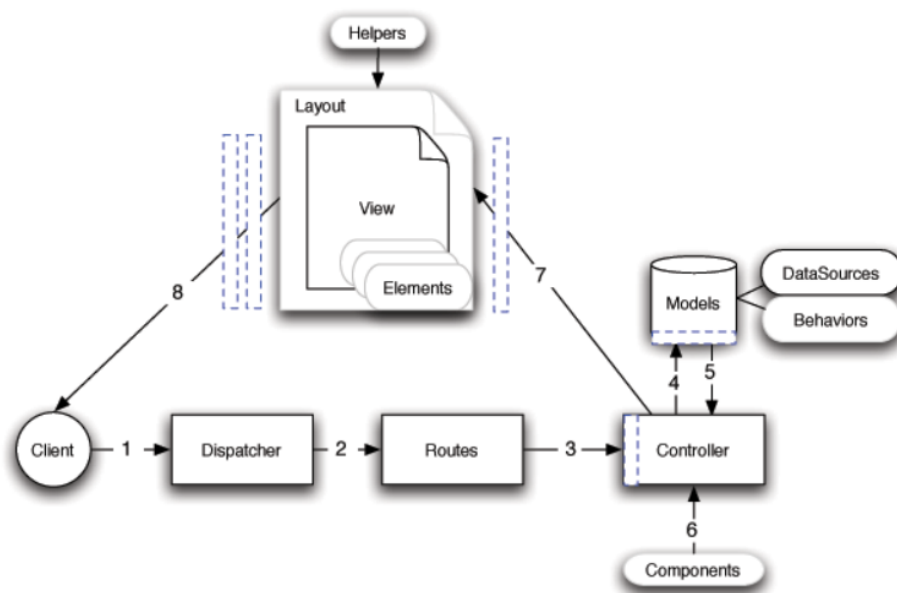 Helpers
Layout
View
Elements
7
8
Models
DataSources
Behaviors
4
5
Client
1
Dispatcher
2
Routes
3
Controller
6
Components